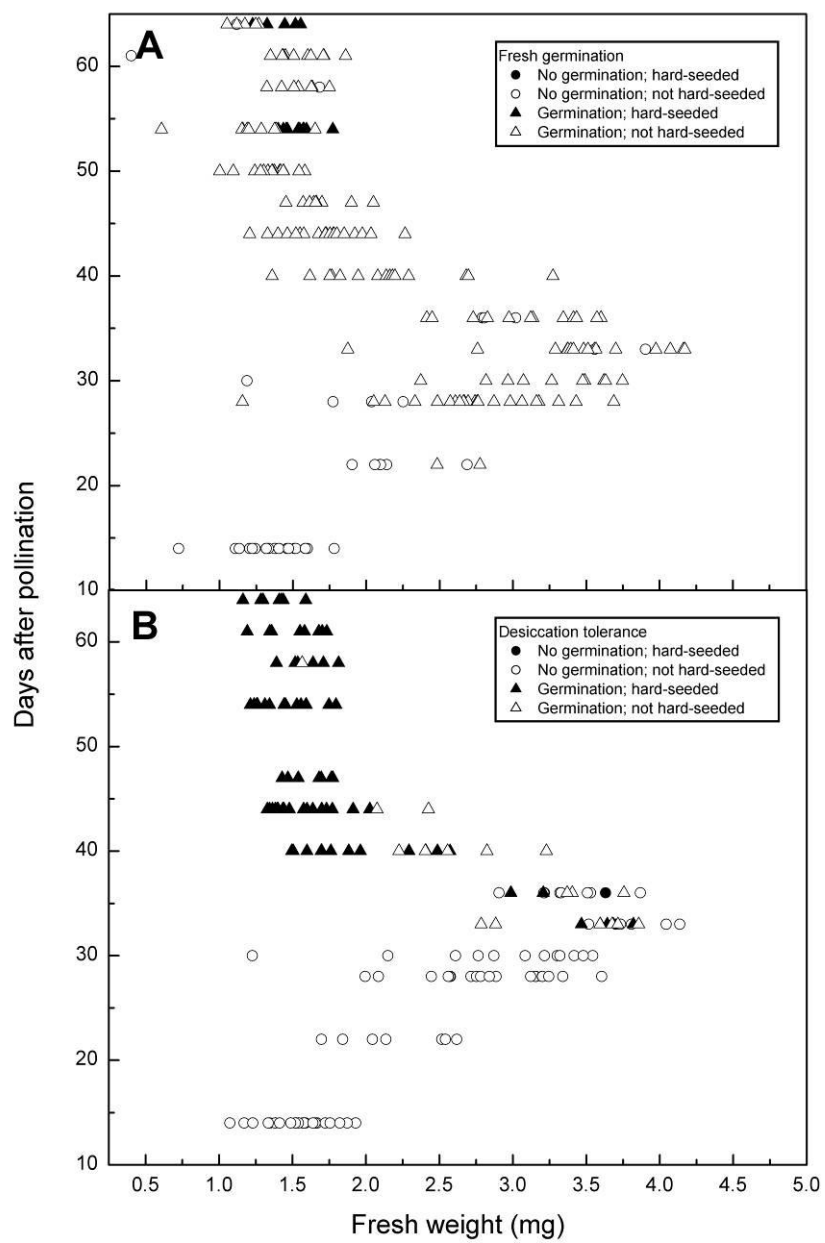 A
Fresh germination
No germination; hard-seeded
No germination; not hard-seeded
Germination; hard-seeded
Germination; not hard-seeded
60
50
40
30
20
10
B
Desiccation tolerance
No germination; hard-seeded
No germination; not hard-seeded
Germination; hard-seeded
Germination; not hard-seeded
60
50
40
30
20
10
Days after pollination
0.5 1.0 1.5 2.0 2.5 3.0 3.5 4.0 4.5 5.0
Fresh weight (mg)